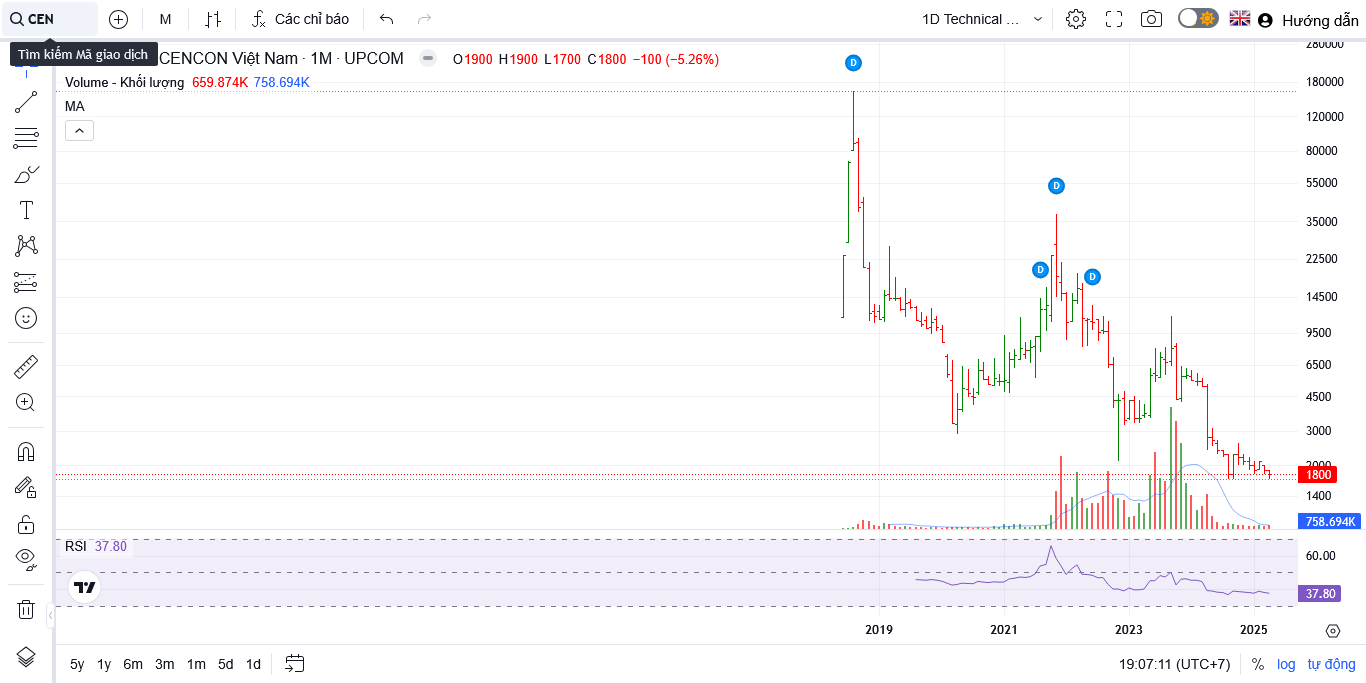 CEN
M
Các chỉ báo
1D Technical ...
Hướng dẫn
Tìm kiếm Mã giao dịch
CENCON Việt Nam · 1M · UPCOM
O1900 H1900 L1700 C1800 −100 (−5.26%)
Volume - Khối lượng 659.874K 758.694K
MA
D
D
D
D
280000
180000
120000
80000
55000
35000
22500
14500
9500
6500
4500
3000
2000
1800
1400
758.694K
RSI 37.80
60.00
37.80
2019 2021 2023 2025
5y 1y 6m 3m 1m 5d 1d
19:07:11 (UTC+7) % log tự động